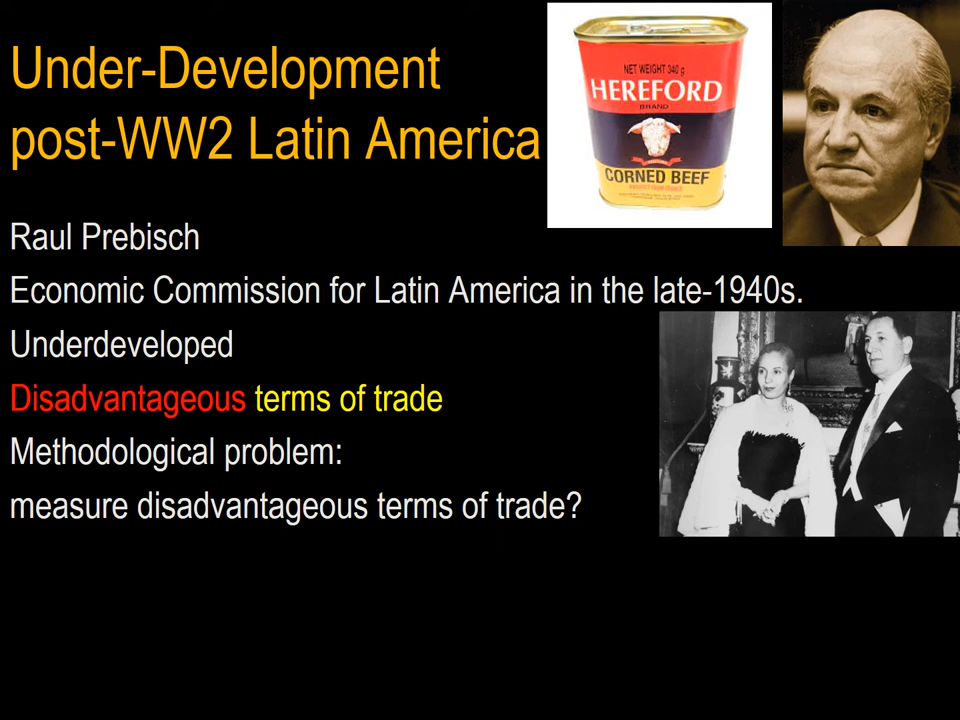 Under-Development
post-WW2 Latin America
NET WEIGHT 340 g
HEREFORD
BRAND
CORNED BEEF
Raul Prebisch
Economic Commission for Latin America in the late-1940s.
Underdeveloped
Disadvantageous terms of trade
Methodological problem:
measure disadvantageous terms of trade?